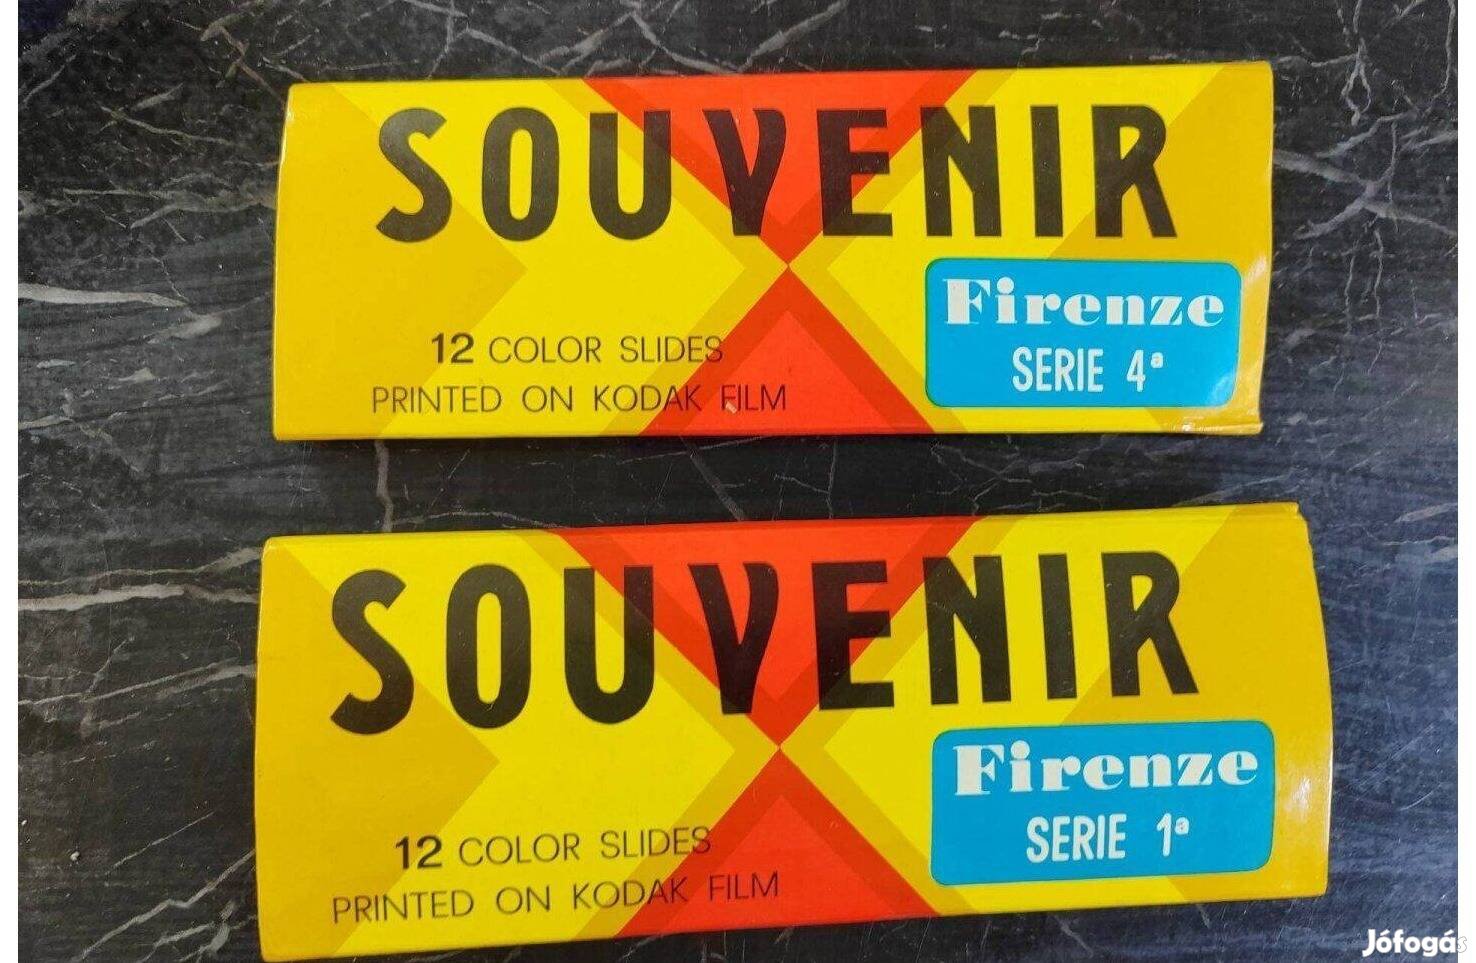 SOUVENIR
12 COLOR SLIDES
PRINTED ON KODAK FILM
Firenze
SERIE 4ª
SOUVENIR
12 COLOR SLIDES
PRINTED ON KODAK FILM
Firenze
SERIE 1ª
Jófogás